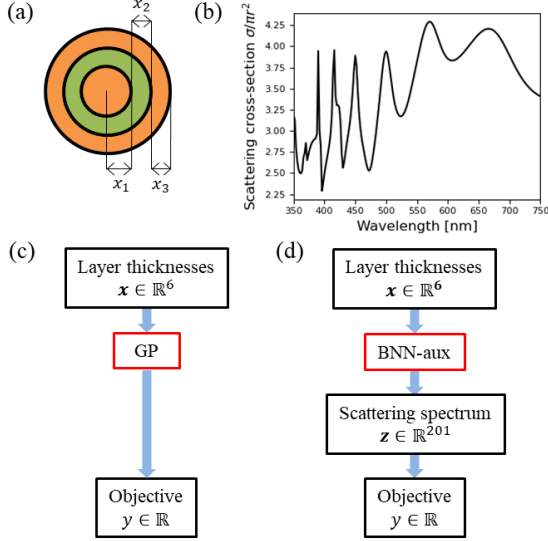 (a)
x₂
x₁
x₃
(b)
Scattering cross-section σ/πr²
4.25
4.00
3.75
3.50
3.25
3.00
2.75
2.50
2.25
350 400 450 500 550 600 650 700 750
Wavelength [nm]
(c)
Layer thicknesses
x ∈ ℝ⁶
GP
Objective
y ∈ ℝ
(d)
Layer thicknesses
x ∈ ℝ⁶
BNN-aux
Scattering spectrum
z ∈ ℝ²⁰¹
Objective
y ∈ ℝ